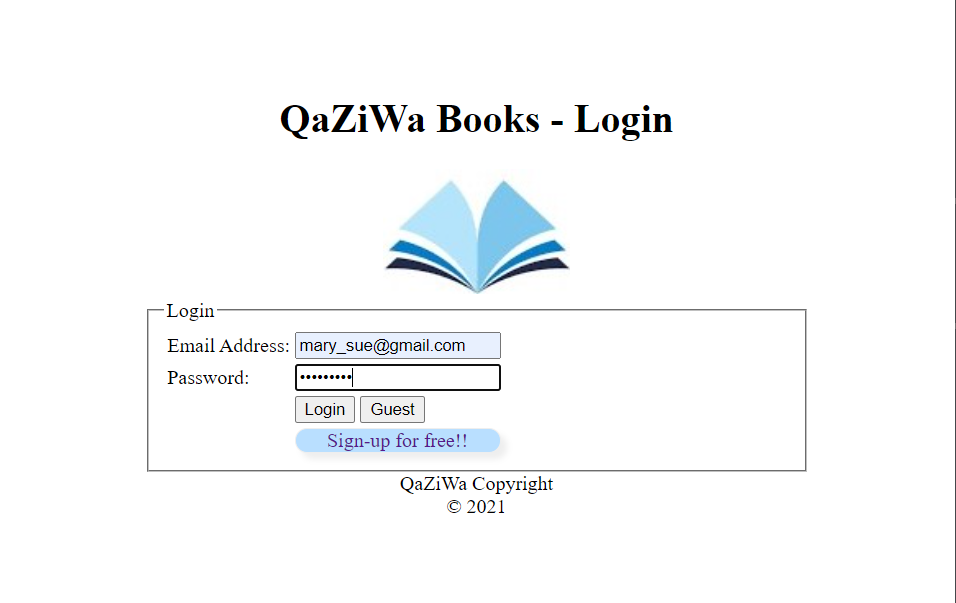 QaZiWa Books - Login
Login
Email Address: mary_sue@gmail.com
Password: •••••••••
Login Guest
Sign-up for free!!
QaZiWa Copyright
© 2021